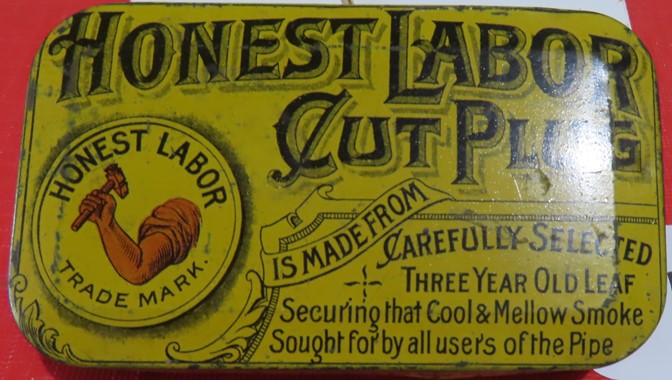 HONEST LABOR
CUT PLUG
HONEST LABOR
TRADE MARK.
IS MADE FROM
CAREFULLY SELECTED
THREE YEAR OLD LEAF
Securing that Cool & Mellow Smoke
Sought for by all users of the Pipe